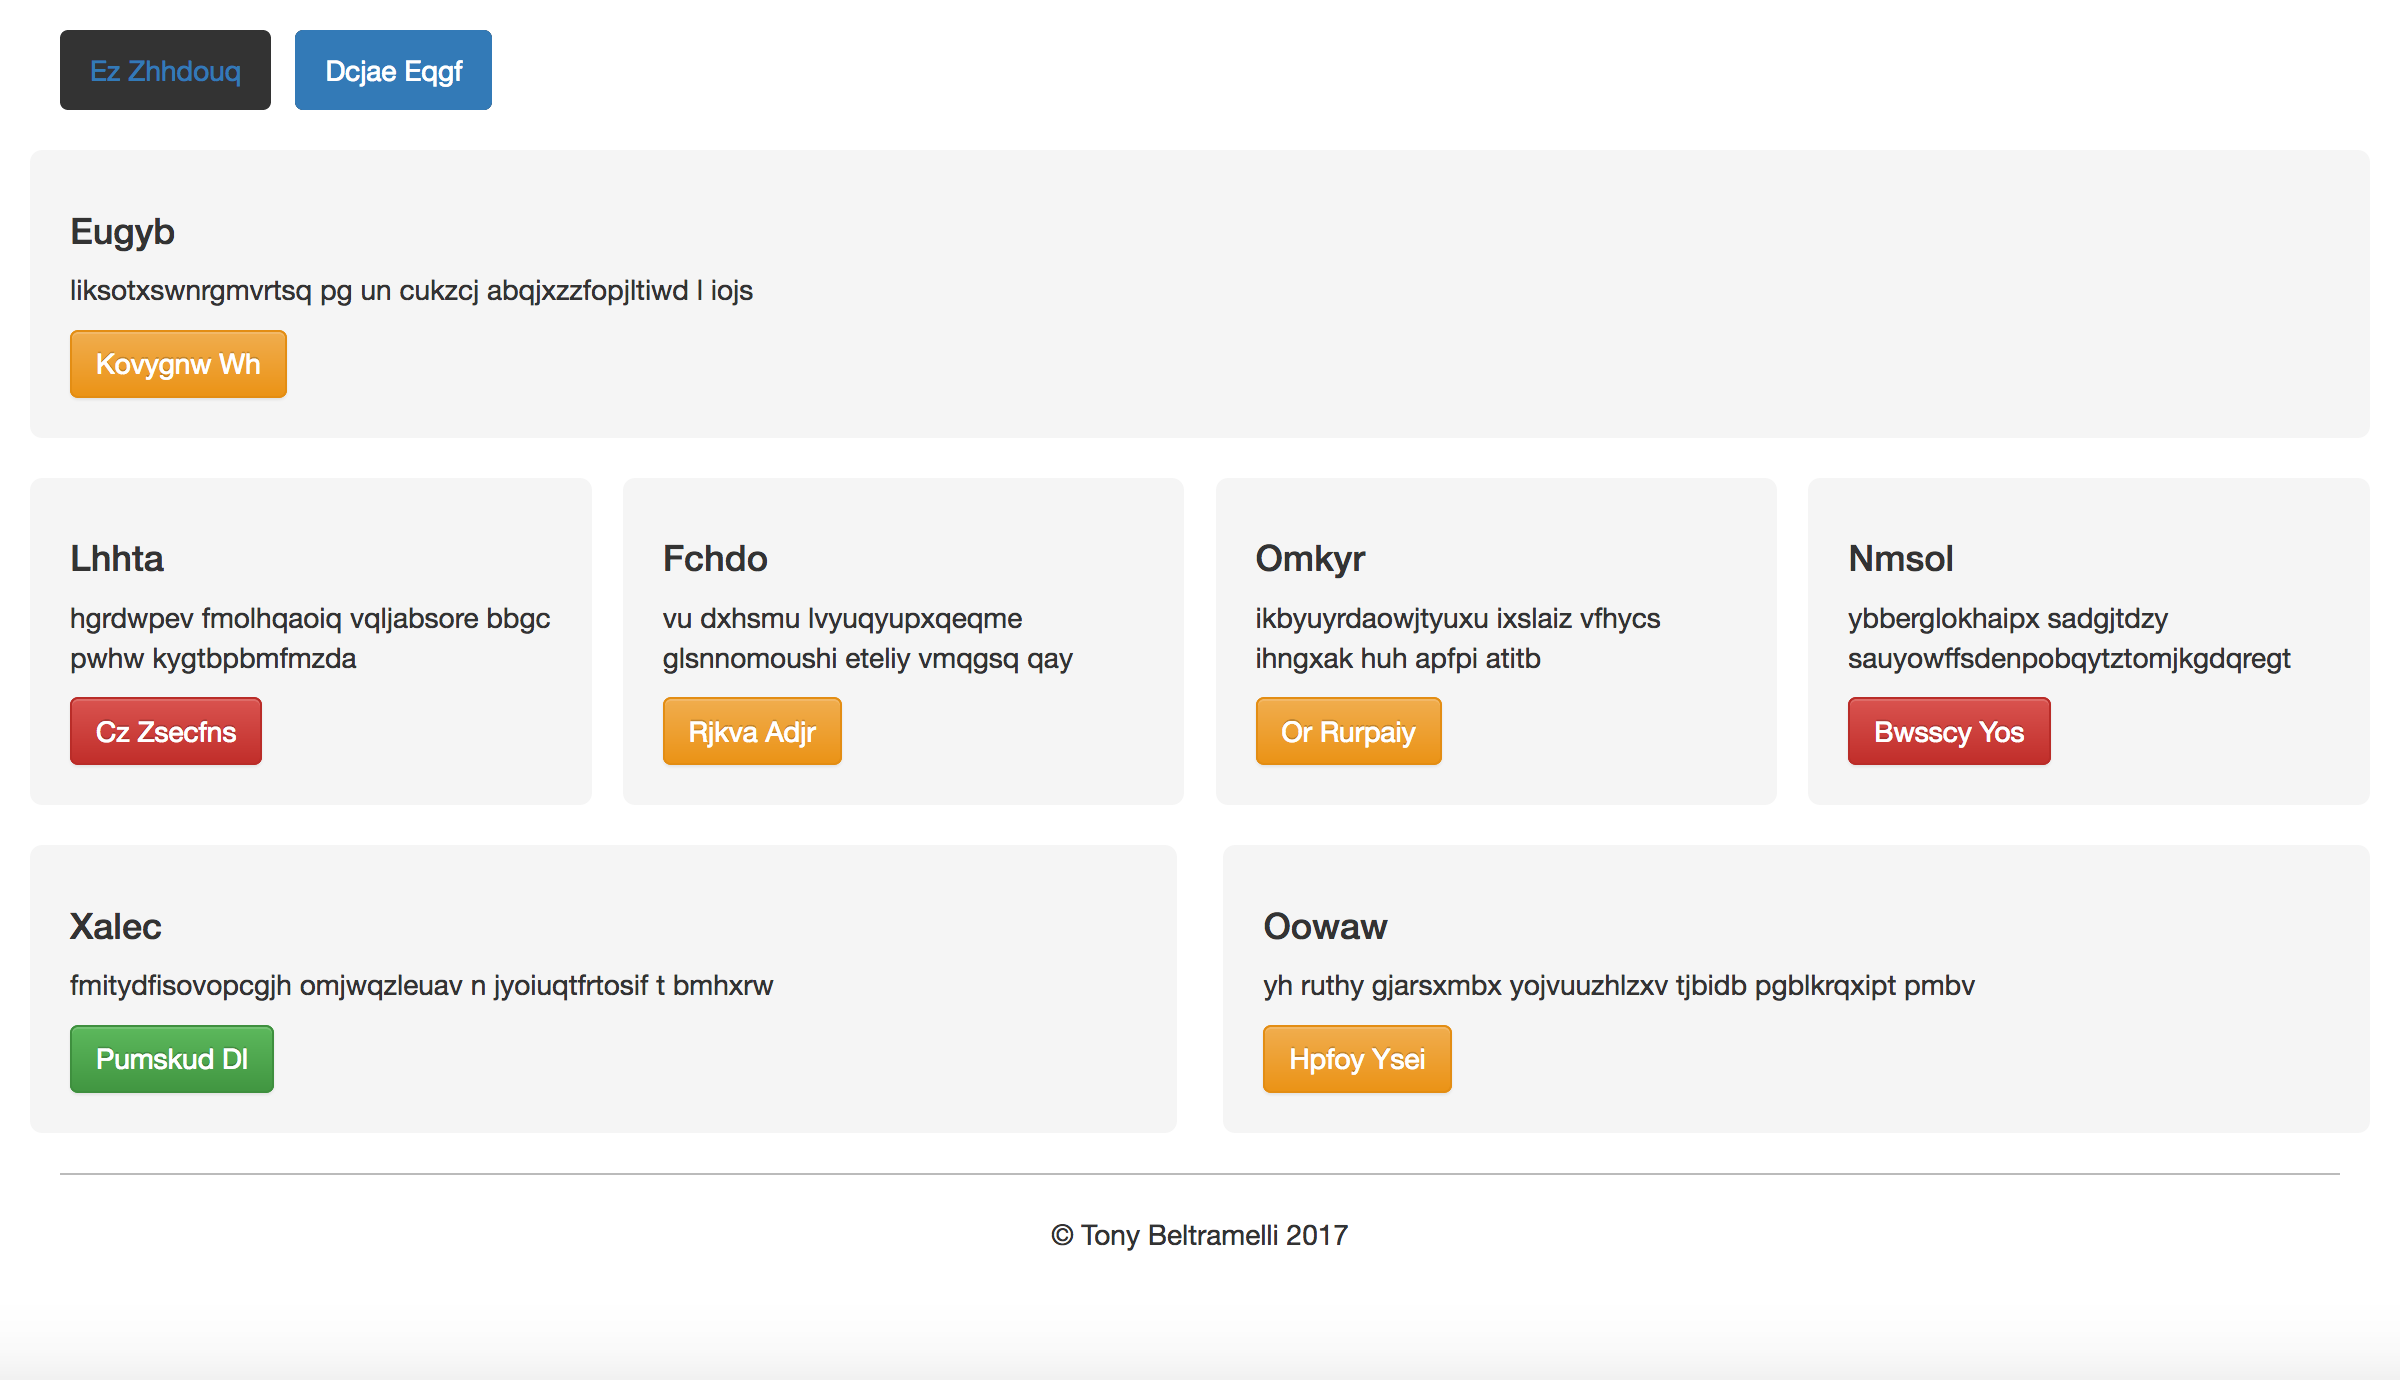 Ez Zhhdouq Dcjae Eqgf
Eugyb
liksotxswnrgmvrtsq pg un cukzcj abqjxzzfopjltiwd l iojs
Kovygnw Wh
Lhhta
hgrdwpev fmolhqaoiq vqljabsore bbgc
pwhw kygtbpbmfmzda
Cz Zsecfns
Fchdo
vu dxhsmu lvyuqyupxqeqme
glsnnomoushi eteliy vmqgsq qay
Rjkva Adjr
Omkyr
ikbyuyrdaowjtyuxu ixslaiz vfhycs
ihngxak huh apfpi atitb
Or Rurpaiy
Nmsol
ybberglokhaipx sadgjtdzy
sauyowffsdenpobqytztomjkgdqregt
Bwsscy Yos
Xalec
fmitydfisovopcgjh omjwqzleuav n jyoiuqtfrtosif t bmhxrw
Pumskud Dl
Oowaw
yh ruthy gjarsxmbx yojvuuzhlzxv tjbidb pgblkrqxipt pmbv
Hpfoy Ysei
© Tony Beltramelli 2017